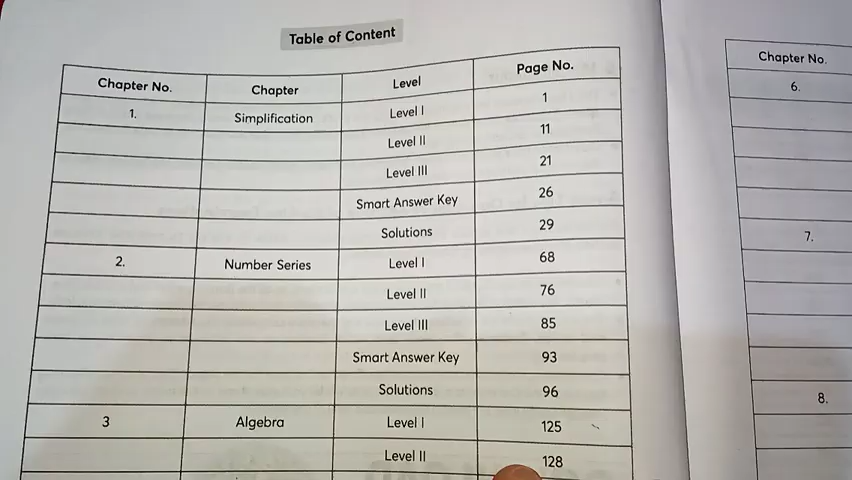 Table of Content
Chapter No. Chapter Level Page No.
1. Simplification Level I 1
Level II 11
Level III 21
Smart Answer Key 26
Solutions 29
2. Number Series Level I 68
Level II 76
Level III 85
Smart Answer Key 93
Solutions 96
3 Algebra Level I 125
Level II 128
Chapter No.
6.
7.
8.